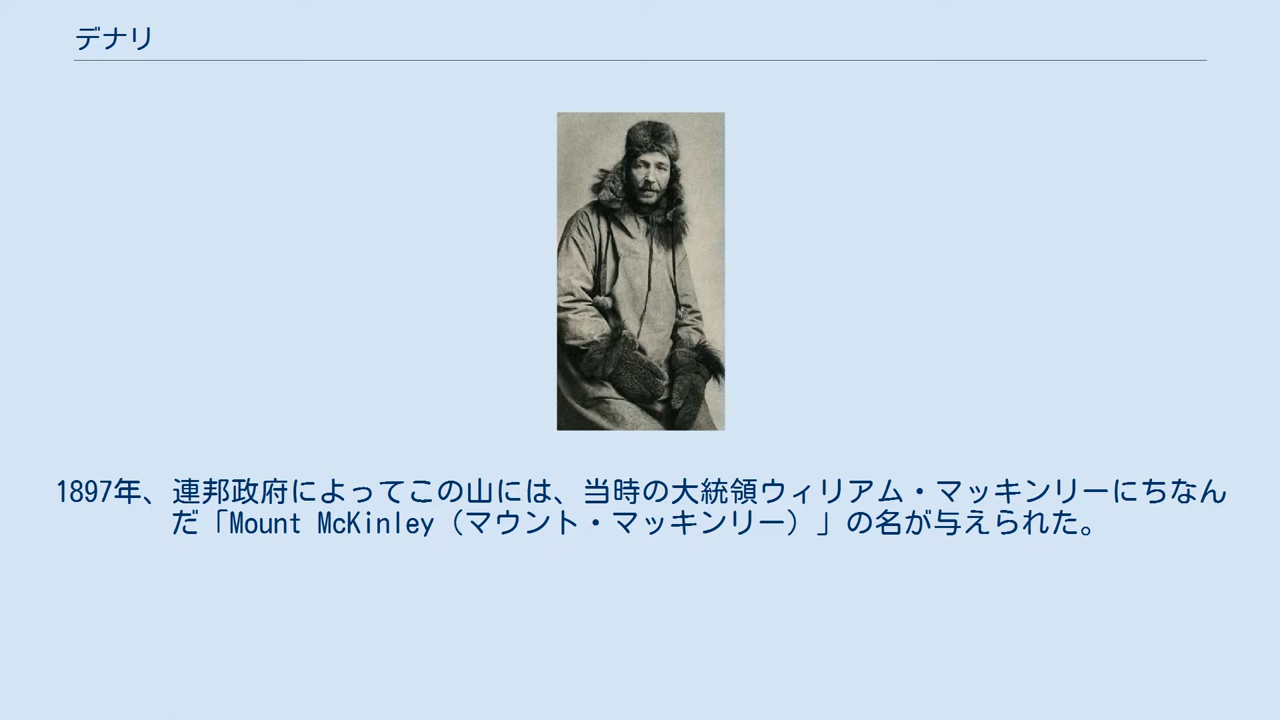 デナリ
1897年、連邦政府によってこの山には、当時の大統領ウィリアム・マッキンリーにちなん
だ「Mount McKinley（マウント・マッキンリー）」の名が与えられた。